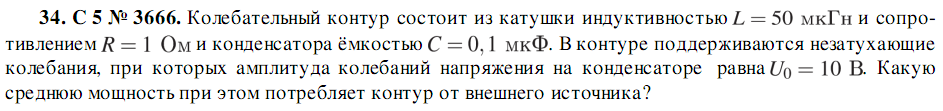 34. С 5 № 3666. Колебательный контур состоит из катушки индуктивностью L = 50 мкГн и сопро-
тивлением R = 1 Ом и конденсатора ёмкостью C = 0,1 мкФ. В контуре поддерживаются незатухающие
колебания, при которых амплитуда колебаний напряжения на конденсаторе равна U₀ = 10 В. Какую
среднюю мощность при этом потребляет контур от внешнего источника?